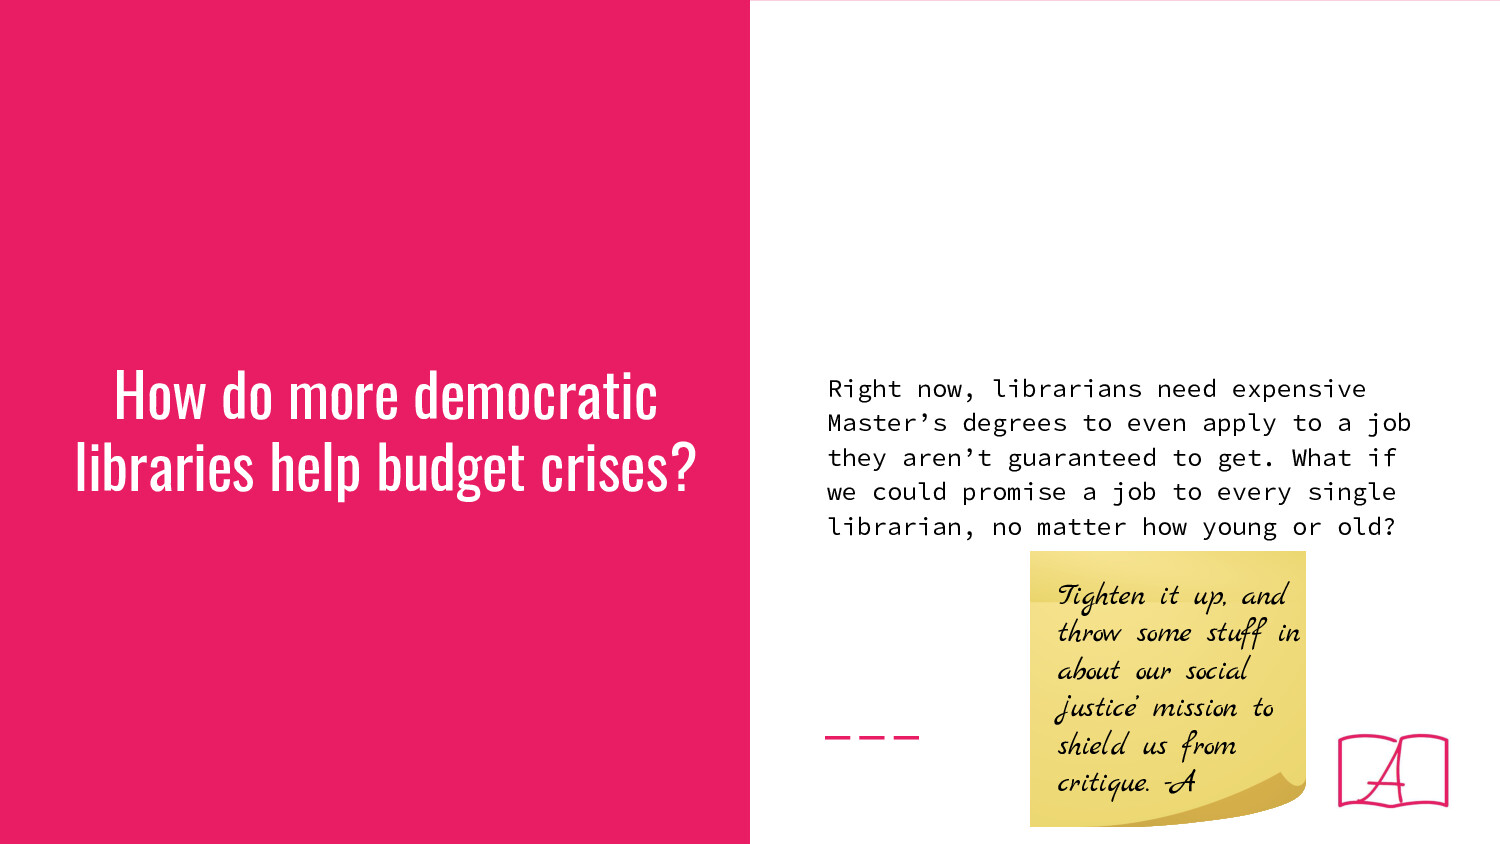 How do more democratic
libraries help budget crises?
Right now, librarians need expensive
Master’s degrees to even apply to a job
they aren’t guaranteed to get. What if
we could promise a job to every single
librarian, no matter how young or old?
Tighten it up, and
throw some stuff in
about our social
justice’ mission to
shield us from
critique. -A
A